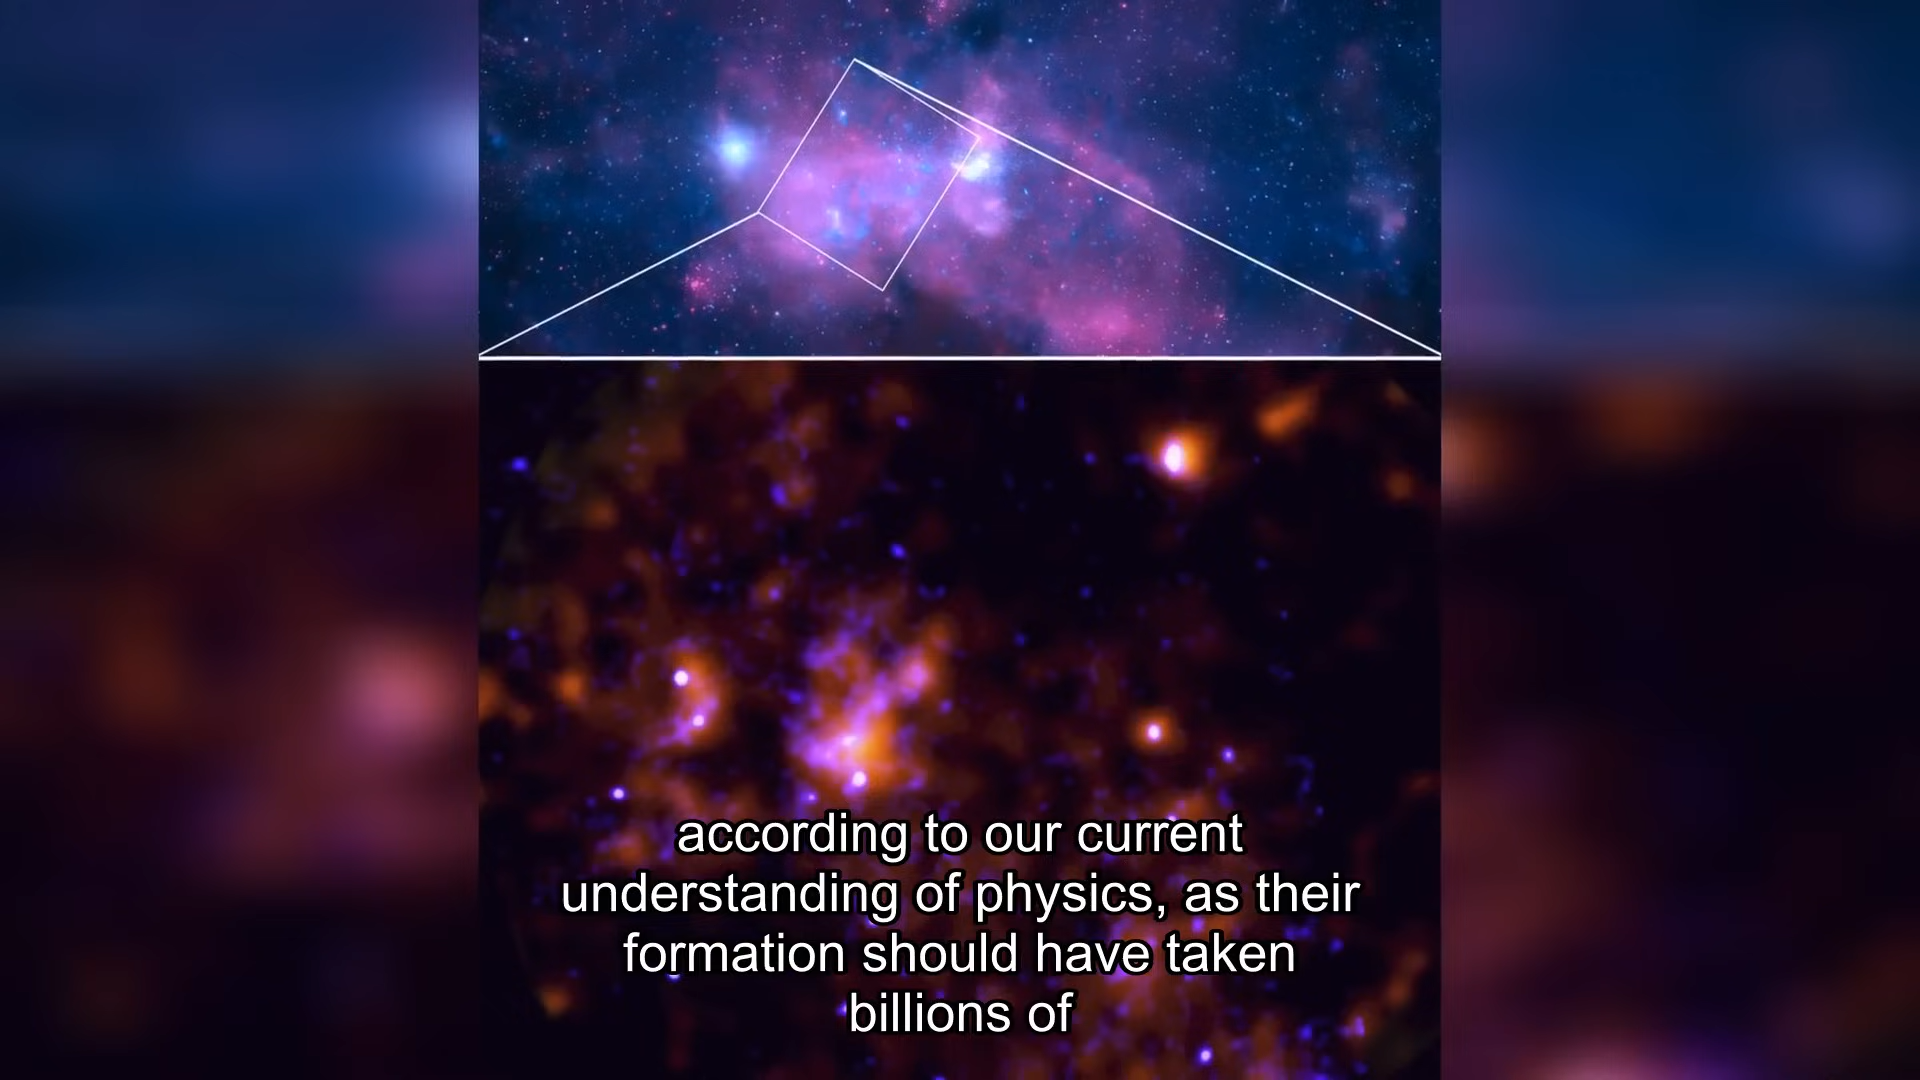 according to our current
understanding of physics, as their
formation should have taken
billions of